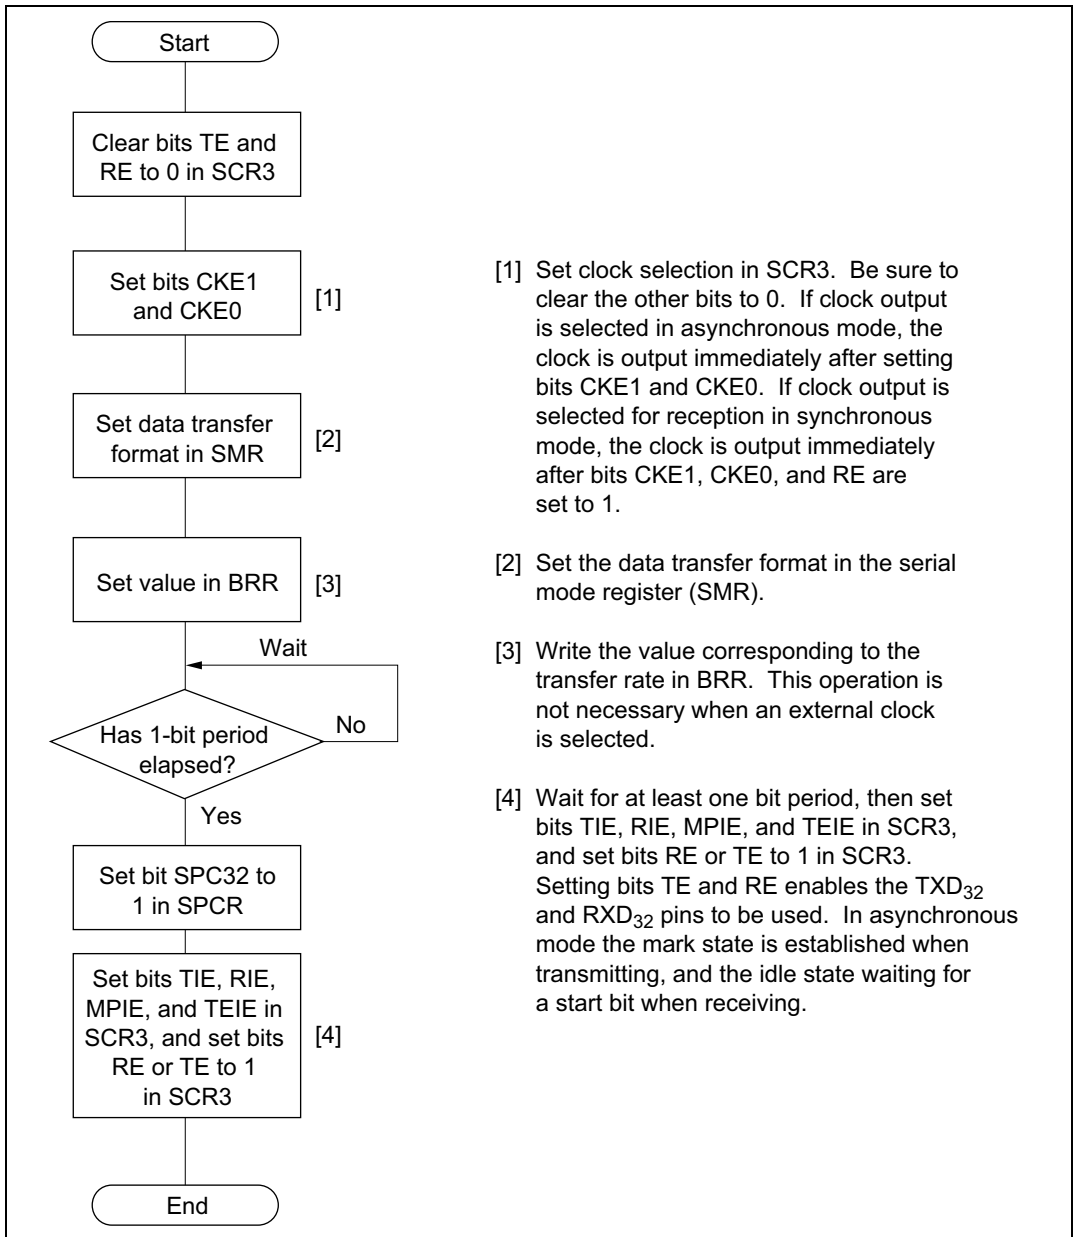 Start
Clear bits TE and
RE to 0 in SCR3
Set bits CKE1
and CKE0
[1]
Set data transfer
format in SMR
[2]
Set value in BRR
[3]
Wait
Has 1-bit period
elapsed?
No
Yes
Set bit SPC32 to
1 in SPCR
Set bits TIE, RIE,
MPIE, and TEIE in
SCR3, and set bits
RE or TE to 1
in SCR3
[4]
End
[1] Set clock selection in SCR3. Be sure to
clear the other bits to 0. If clock output
is selected in asynchronous mode, the
clock is output immediately after setting
bits CKE1 and CKE0. If clock output is
selected for reception in synchronous
mode, the clock is output immediately
after bits CKE1, CKE0, and RE are
set to 1.
[2] Set the data transfer format in the serial
mode register (SMR).
[3] Write the value corresponding to the
transfer rate in BRR. This operation is
not necessary when an external clock
is selected.
[4] Wait for at least one bit period, then set
bits TIE, RIE, MPIE, and TEIE in SCR3,
and set bits RE or TE to 1 in SCR3.
Setting bits TE and RE enables the TXD32
and RXD32 pins to be used. In asynchronous
mode the mark state is established when
transmitting, and the idle state waiting for
a start bit when receiving.